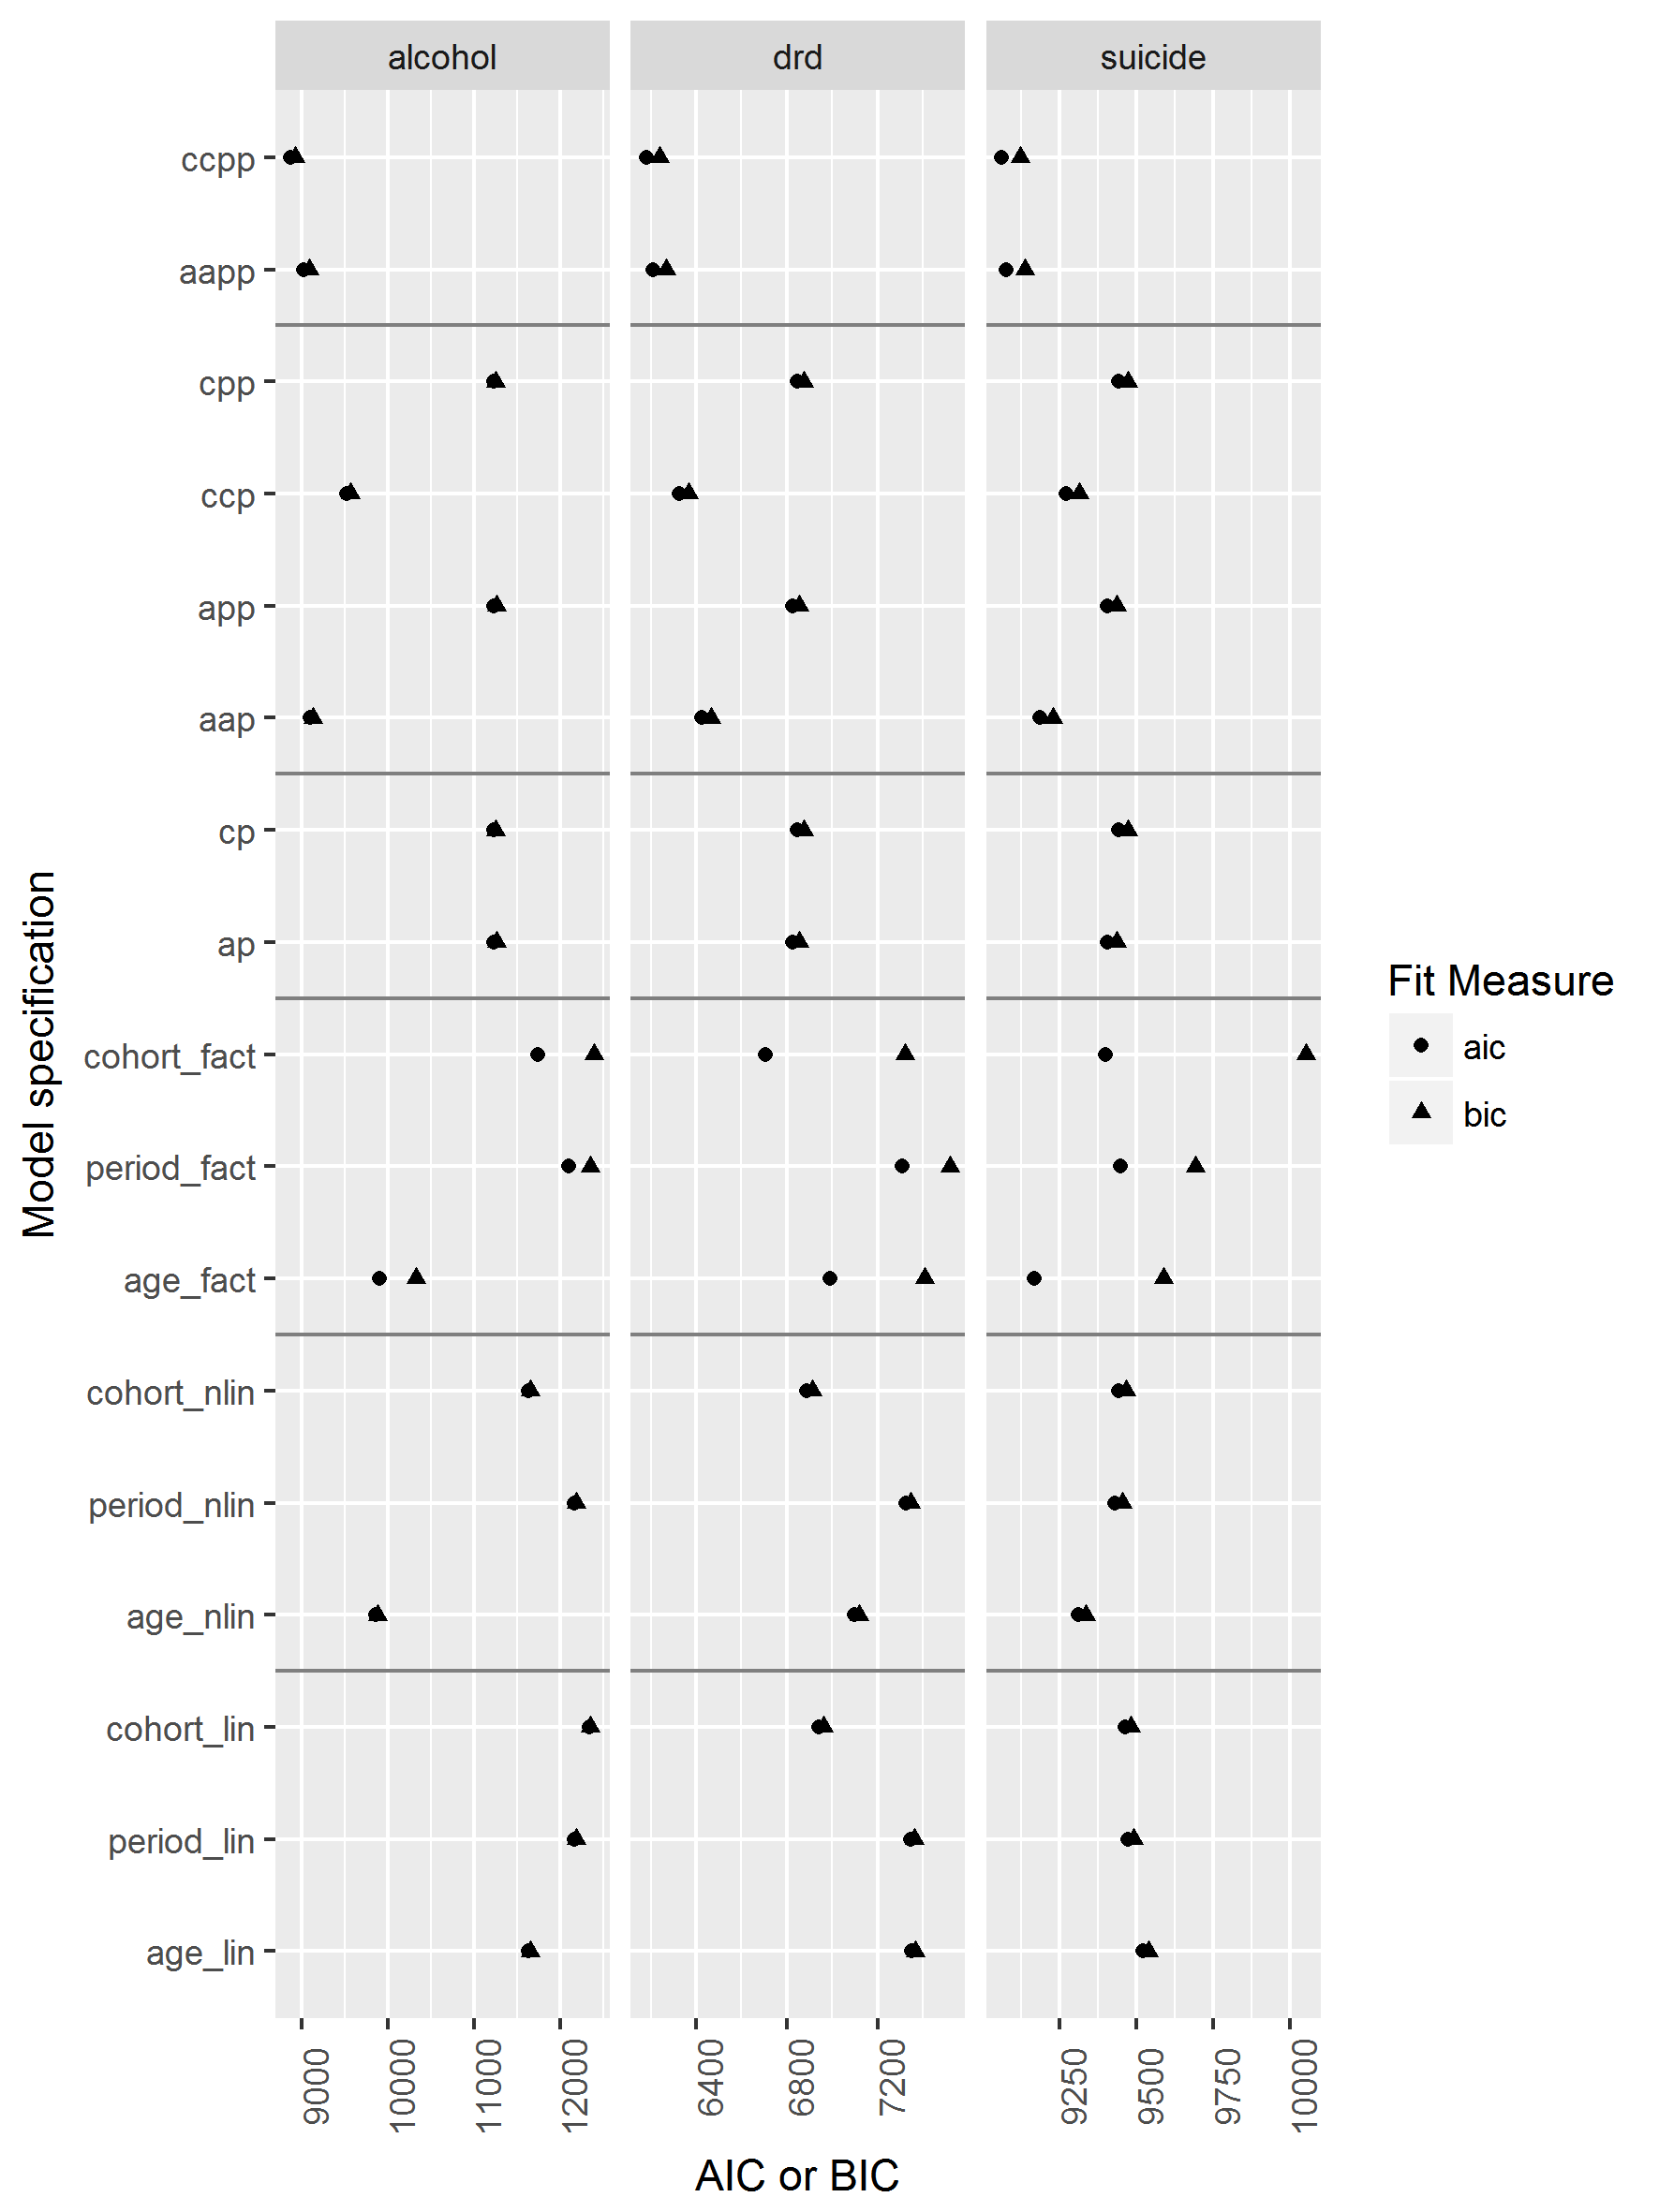 alcohol drd suicide
ccpp
aapp
cpp
ccp
app
aap
cp
ap
cohort_fact
period_fact
age_fact
cohort_nlin
period_nlin
age_nlin
cohort_lin
period_lin
age_lin
Model specification
9000 10000 11000 12000 6400 6800 7200 9250 9500 9750 10000
AIC or BIC
Fit Measure
aic
bic